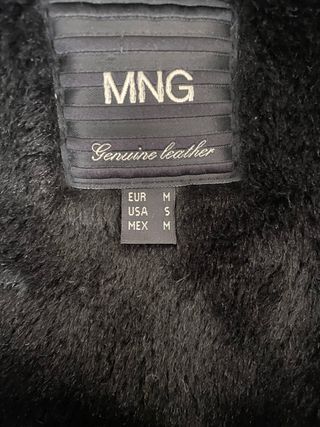 MNG
Genuine leather
EUR M
USA S
MEX M